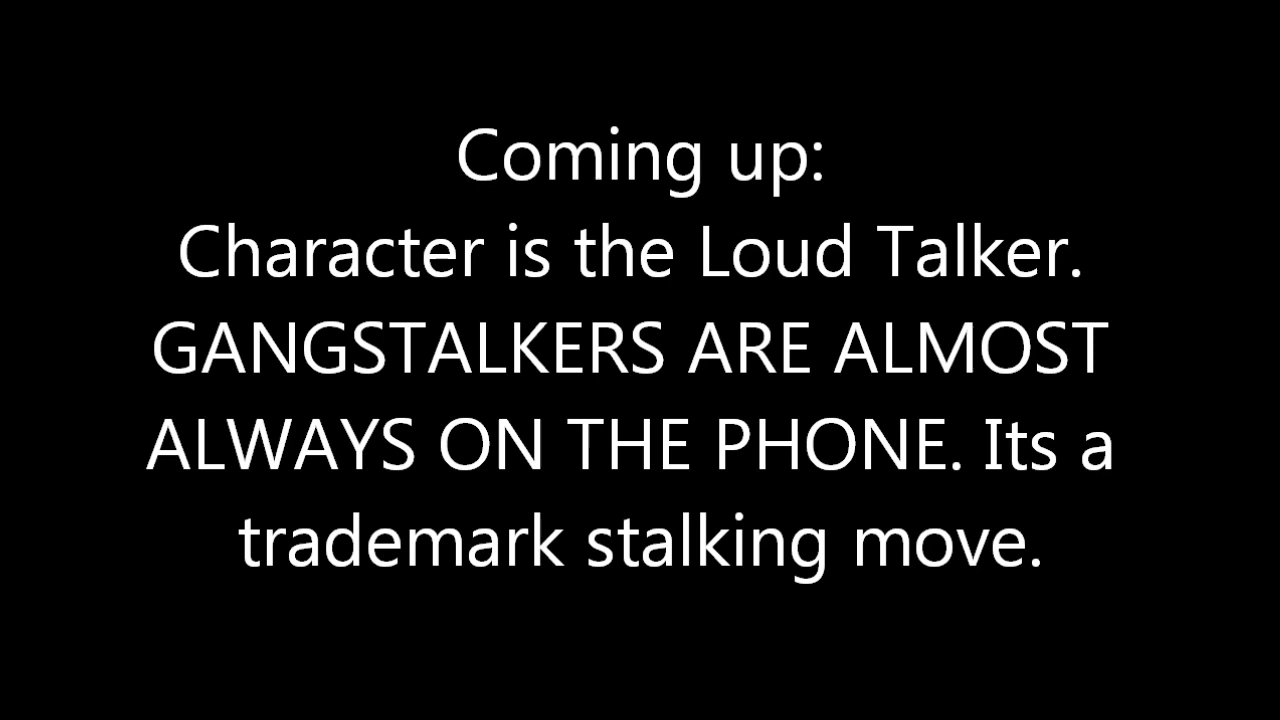 Coming up:
Character is the Loud Talker.
GANGSTALKERS ARE ALMOST
ALWAYS ON THE PHONE. Its a
trademark stalking move.